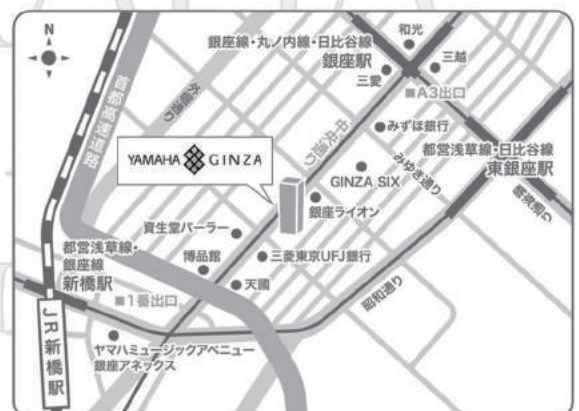 N
銀座線・丸ノ内線・日比谷線
銀座駅
和光
三越
三愛
■A3出口
首都高速道路
外堀通り
中央通り
みずほ銀行
都営浅草線・日比谷線
東銀座駅
みゆき通り
晴海通り
YAMAHA GINZA
GINZA SIX
銀座ライオン
資生堂パーラー
都営浅草線・
銀座線
新橋駅
博品館
三菱東京UFJ銀行
天國
昭和通り
■1番出口
JR新橋駅
ヤマハミュージックアベニュー
銀座アネックス